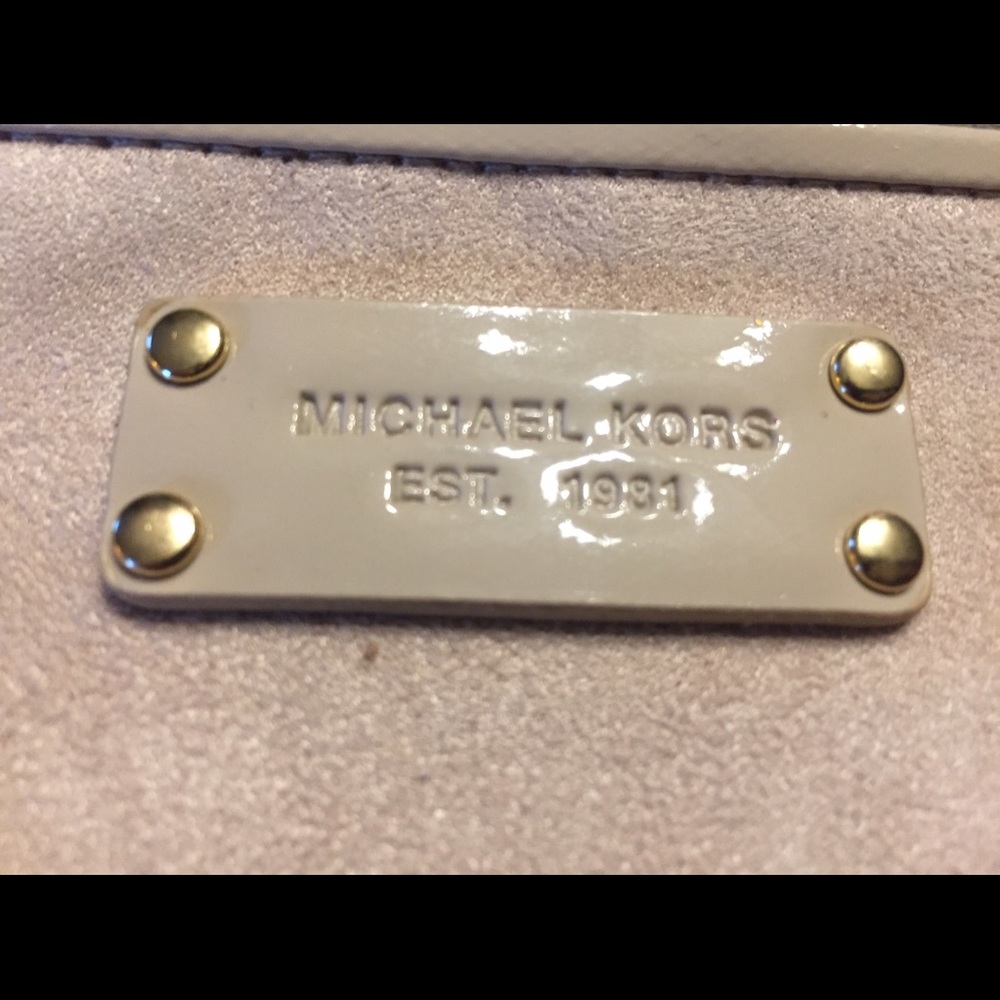 MICHAEL KORS
EST. 1981